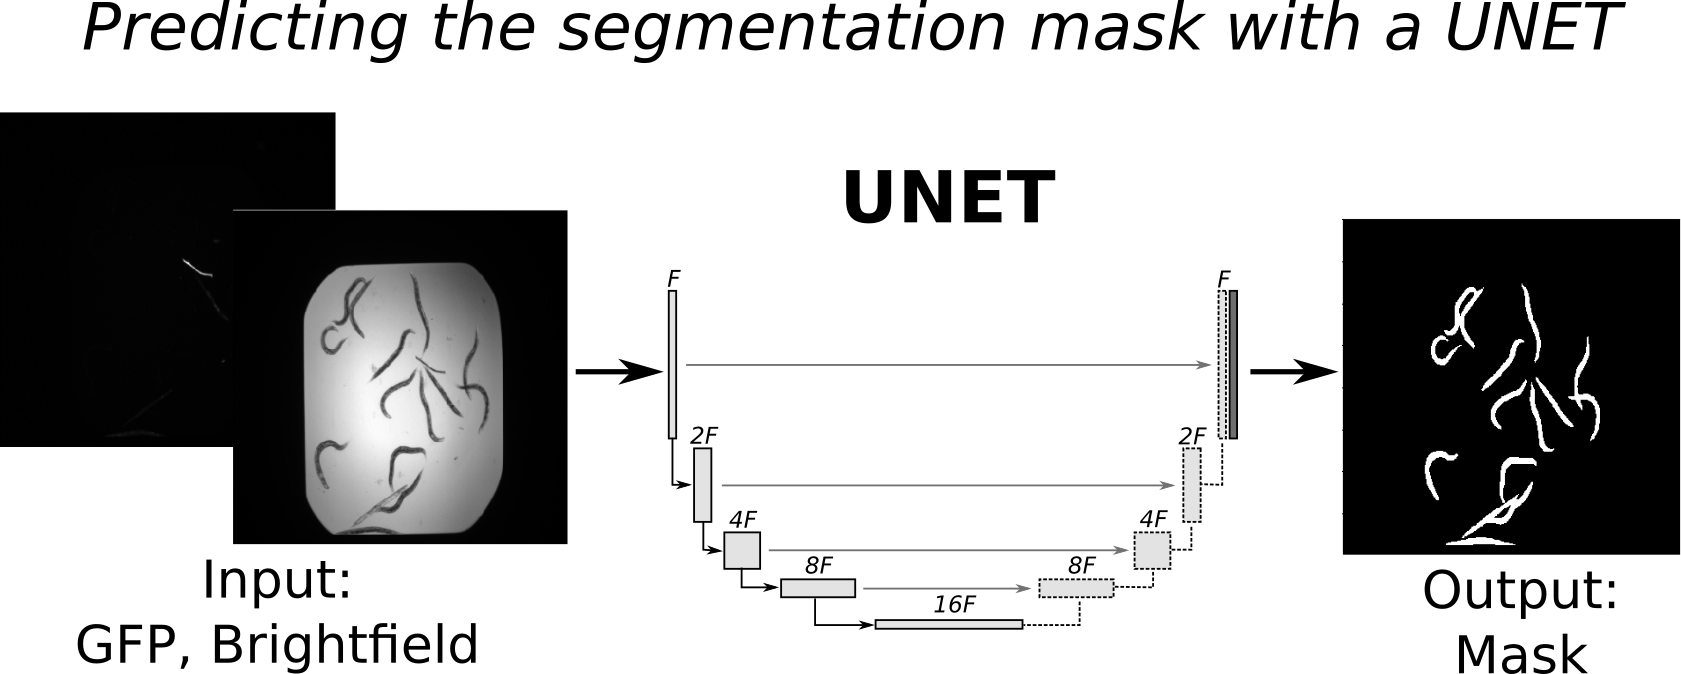 Predicting the segmentation mask with a UNET
UNET
F
F
2F
2F
4F
4F
8F
8F
16F
Input:
GFP, Brightfield
Output:
Mask